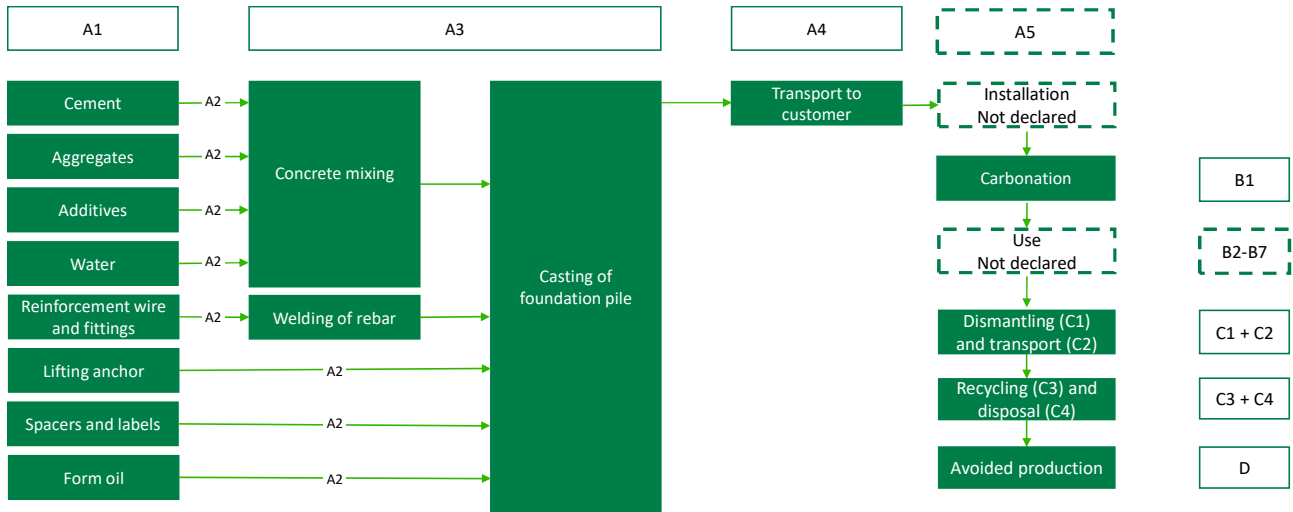 A1
A3
A4
A5
Cement
A2
Aggregates
A2
Additives
A2
Water
A2
Reinforcement wire
and fittings
A2
Lifting anchor
A2
Spacers and labels
A2
Form oil
A2
Concrete mixing
Welding of rebar
Casting of
foundation pile
Transport to
customer
Installation
Not declared
Carbonation
B1
Use
Not declared
B2-B7
Dismantling (C1)
and transport (C2)
C1 + C2
Recycling (C3) and
disposal (C4)
C3 + C4
Avoided production
D